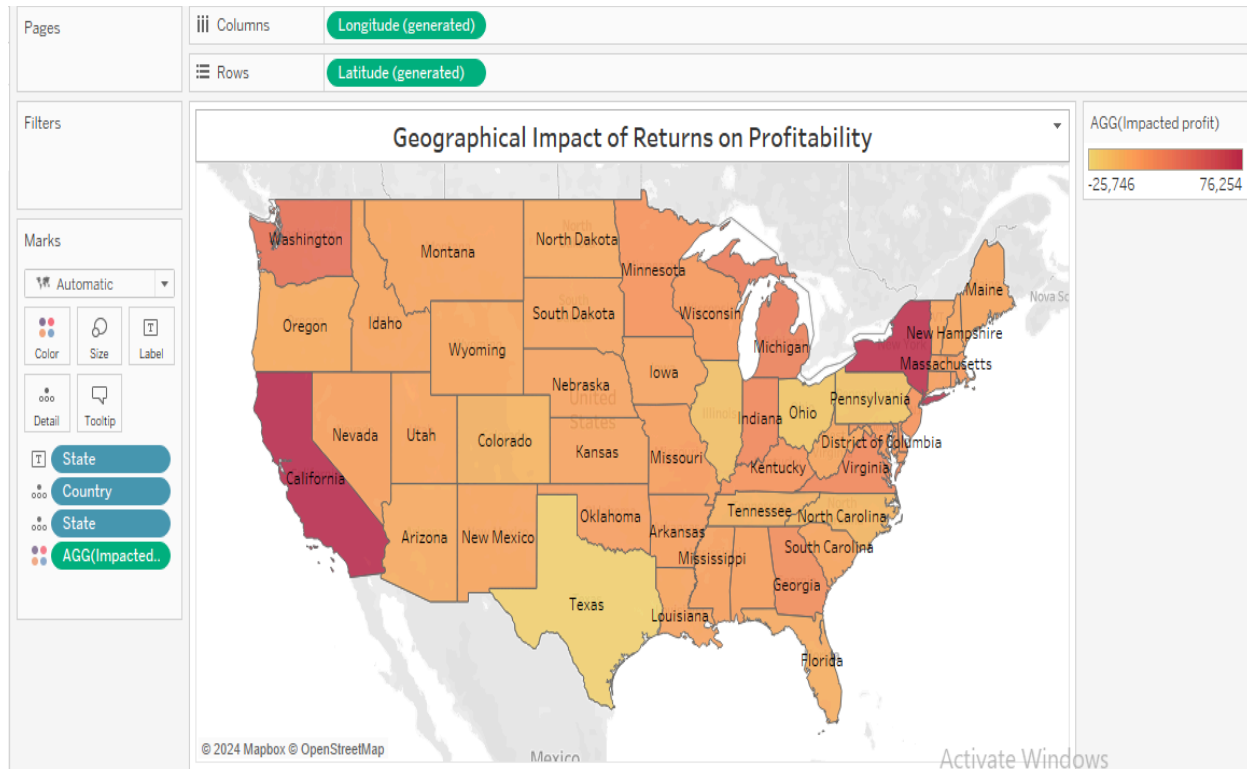 Pages
Columns
Longitude (generated)
Rows
Latitude (generated)
Filters
Marks
Automatic
Color
Size
Label
Detail
Tooltip
State
Country
State
AGG(Impacted..
Geographical Impact of Returns on Profitability
AGG(Impacted profit)
-25,746
76,254
Washington
Montana
North Dakota
Minnesota
Maine
Nova Sc
Oregon
Idaho
South Dakota
Wisconsin
New Hampshire
Wyoming
Michigan
Massachusetts
Nebraska
Iowa
Pennsylvania
United
States
Illinois
Indiana
Ohio
Nevada
Utah
Colorado
Kansas
Missouri
District of Columbia
California
Kentucky
Virginia
Arizona
New Mexico
Oklahoma
Arkansas
Tennessee
North Carolina
Mississippi
South Carolina
Georgia
Texas
Louisiana
Florida
Mexico
© 2024 Mapbox © OpenStreetMap
Activate Windows